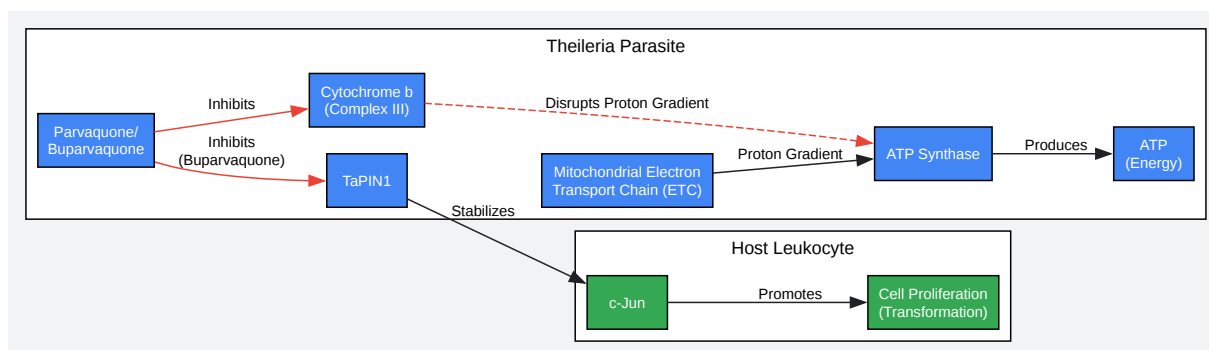 Theileria Parasite
Parvaquone/
Buparvaquone
Inhibits
Inhibits
(Buparvaquone)
Cytochrome b
(Complex III)
TaPIN1
Disrupts Proton Gradient
Mitochondrial Electron
Transport Chain (ETC)
Proton Gradient
ATP Synthase
Produces
ATP
(Energy)
Stabilizes
Host Leukocyte
c-Jun
Promotes
Cell Proliferation
(Transformation)